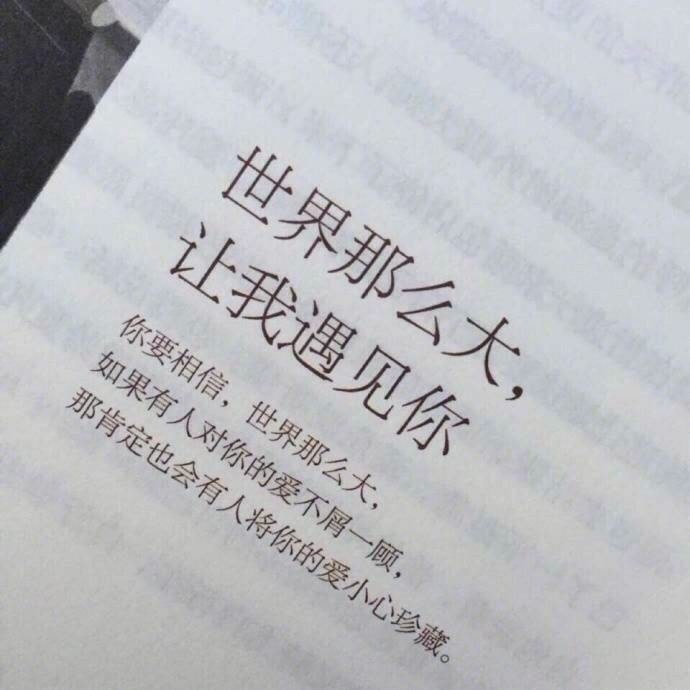 世界那么大，
让我遇见你
你要相信，世界那么大，
如果有人对你的爱不屑一顾，
那肯定也会有人将你的爱小心珍藏。